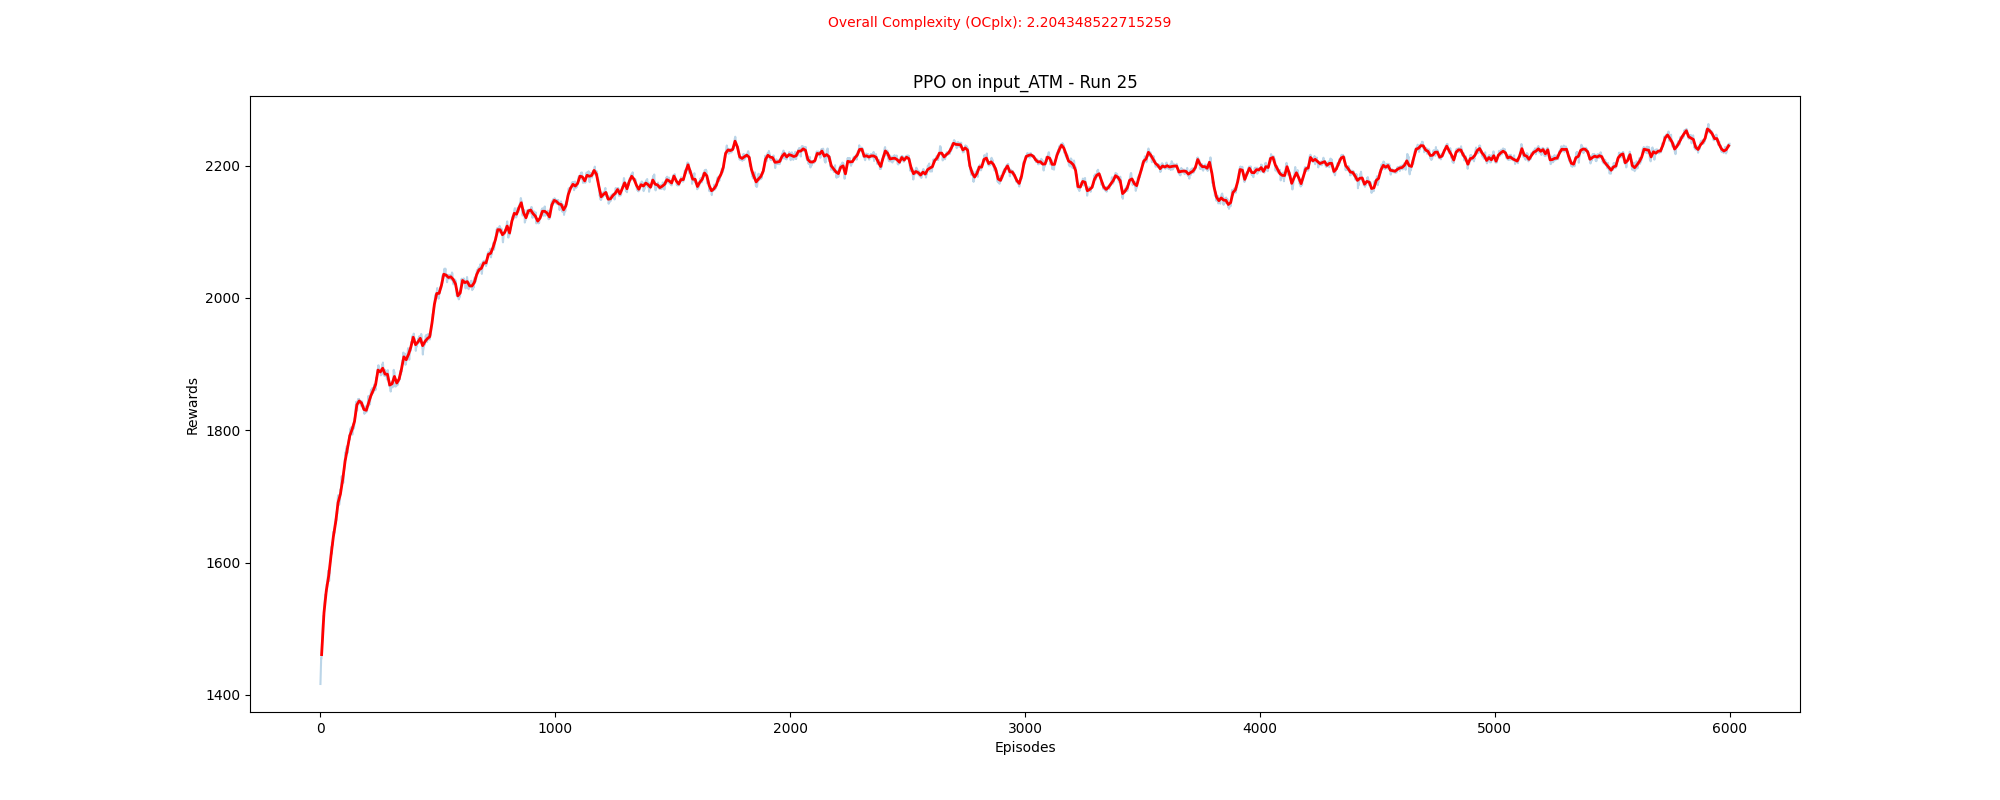 Overall Complexity (OCplx): 2.204348522715259
PPO on input_ATM - Run 25
2200
2000
1800
1600
1400
Rewards
0 1000 2000 3000 4000 5000 6000
Episodes